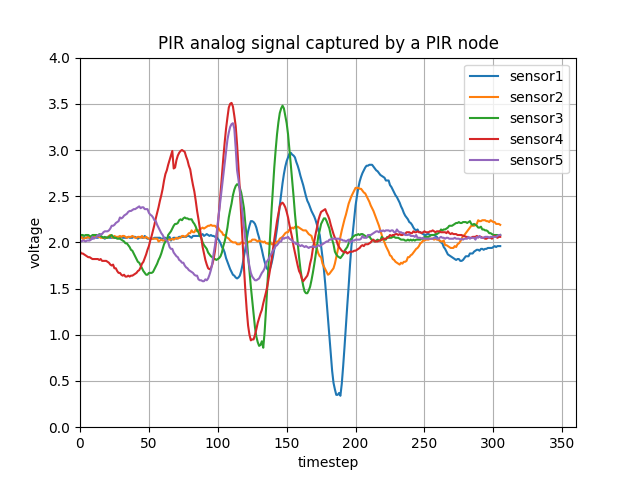 PIR analog signal captured by a PIR node
4.0
3.5
3.0
2.5
2.0
1.5
1.0
0.5
0.0
voltage
sensor1
sensor2
sensor3
sensor4
sensor5
0 50 100 150 200 250 300 350
timestep